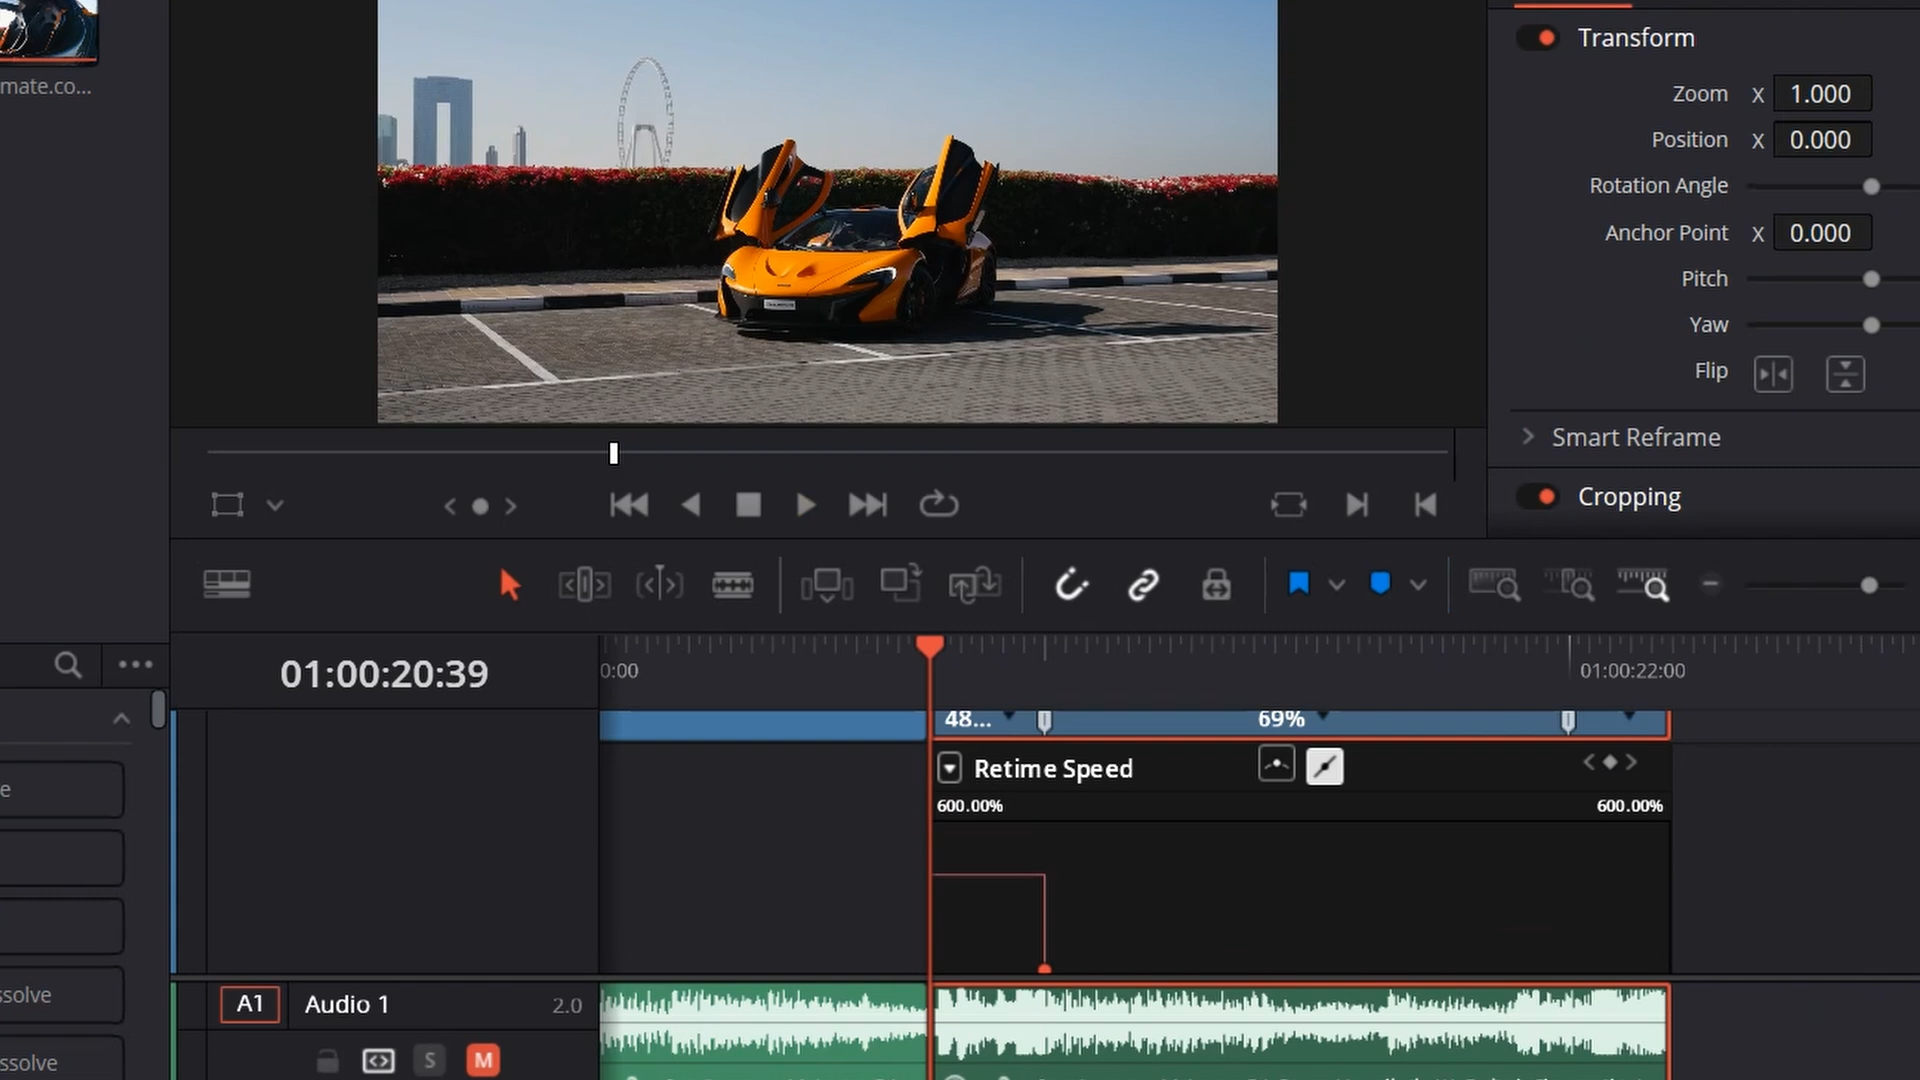 mate.co...
Transform
Zoom X 1.000
Position X 0.000
Rotation Angle
Anchor Point X 0.000
Pitch
Yaw
Flip
Smart Reframe
Cropping
01:00:20:39
0:00
01:00:22:00
48...
69%
Retime Speed
600.00%
600.00%
e
ssolve
ssolve
A1
Audio 1
2.0
S
M